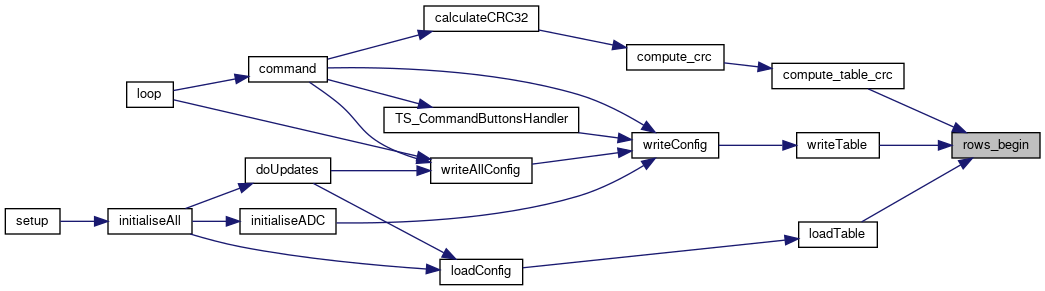 calculateCRC32
compute_crc
command
compute_table_crc
loop
TS_CommandButtonsHandler
writeConfig
writeTable
rows_begin
doUpdates
writeAllConfig
setup
initialiseAll
initialiseADC
loadTable
loadConfig